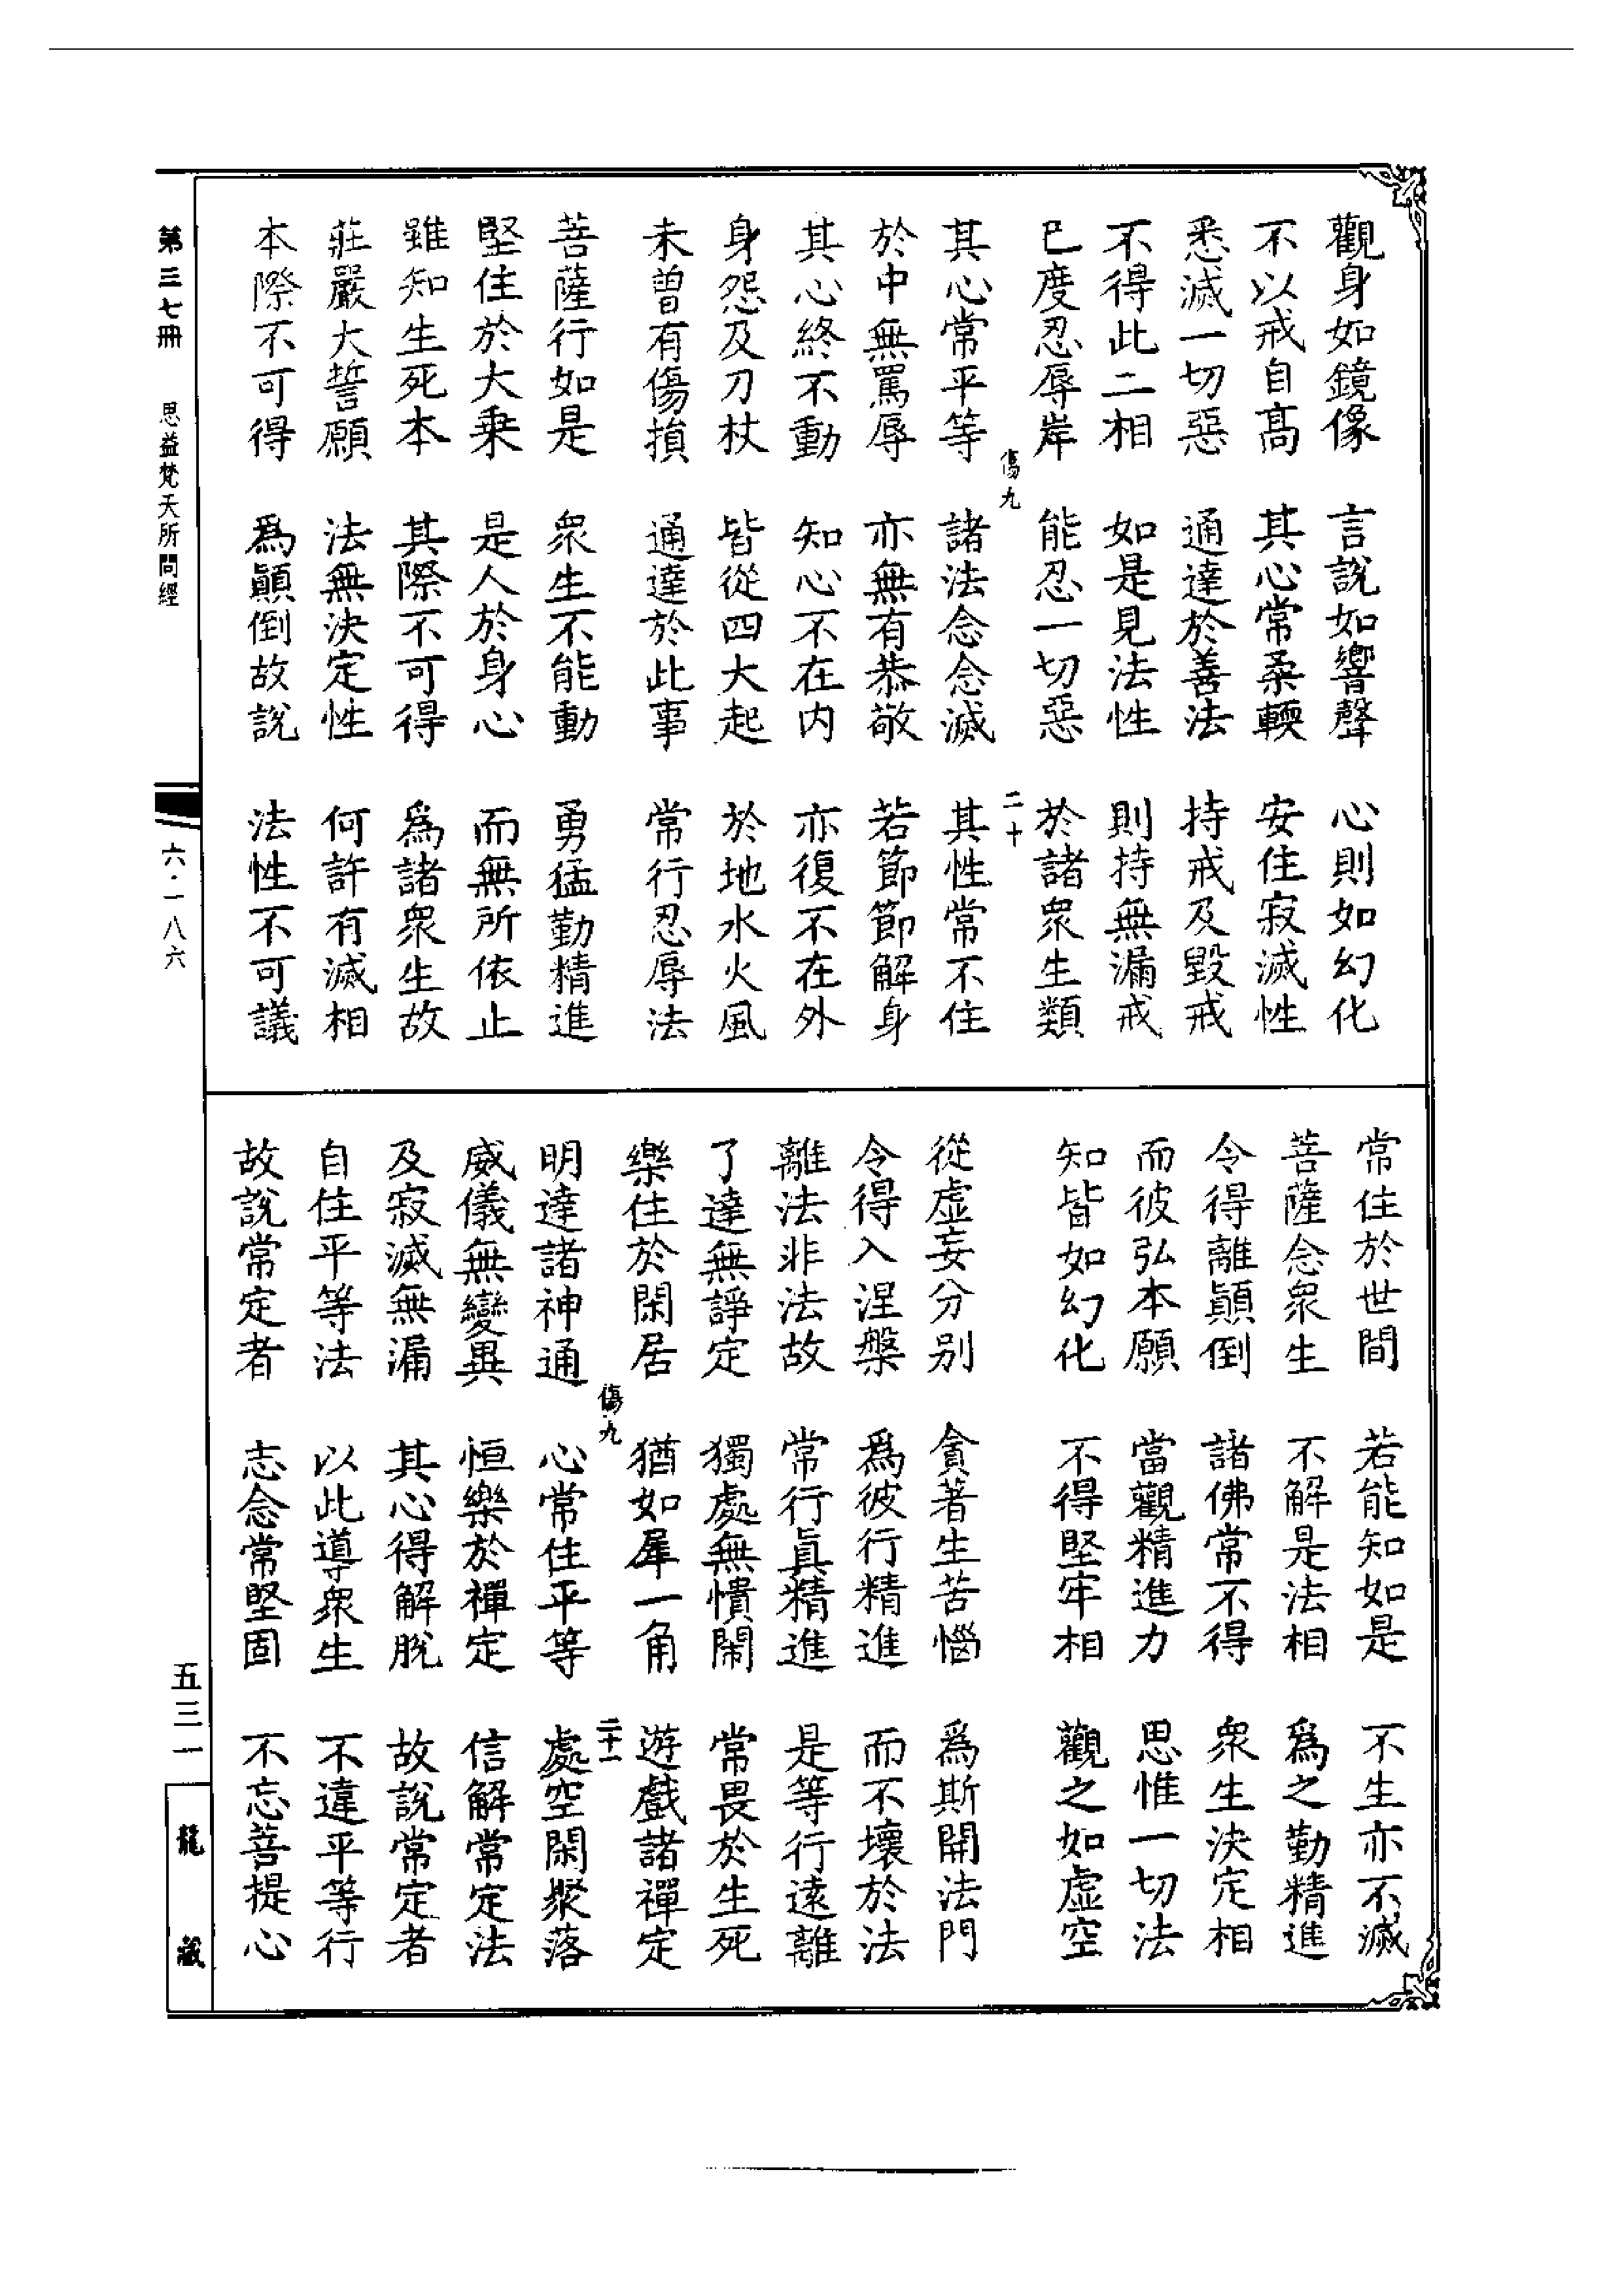 觀身如鏡像　言說如響聲　心則如幻化
不以戒自高　其心常柔輭　安住寂滅性
悉滅一切惡　通達於善法　持戒及毀戒
不得此二相　如是見法性　則持無漏戒
已度忍辱岸　能忍一切惡　於諸眾生類
傷九　二十
其心常平等　諸法念念滅　其性常不住
於中無罵辱　亦無有恭敬　若節節解身
其心終不動　知心不在内　亦復不在外
身怨及刀杖　皆從四大起　於地水火風
未曾有傷損　通達於此事　常行忍辱法
菩薩行如是　眾生不能動　勇猛勤精進
堅住於大乗　是人於身心　而無所依止
雖知生死本　其際不可得　為諸眾生故
莊嚴大誓願　法無決定性　何許有滅相
本際不可得　為顛倒故說　法性不可議
常住於世間　若能知如是　不生亦不滅
菩薩念眾生　不解是法相　為之勤精進
令得離顛倒　諸佛常不得　眾生決定相
而彼弘本願　當觀精進力　思惟一切法
知皆如幻化　不得堅牢相　觀之如虛空
從虛妄分別　貪著生苦惱　為斯開法門
令得入涅槃　為彼行精進　而不壞於法
離法非法故　常行真精進　是等行遠離
了達無諍定　獨處無憒閙　常畏於生死
樂住於閑居　猶如犀一角　遊戲諸禪定
傷九　二十一
明達諸神通　心常住平等　處空閑聚落
威儀無變異　恒樂於禪定　信解常定法
及寂滅無漏　其心得解脫　故說常定者
自住平等法　以此導眾生　不違平等行
故說常定者　志念常堅固　不忘菩提心
第三七冊　思益梵天所問經　六·一八六　五三一
龍藏